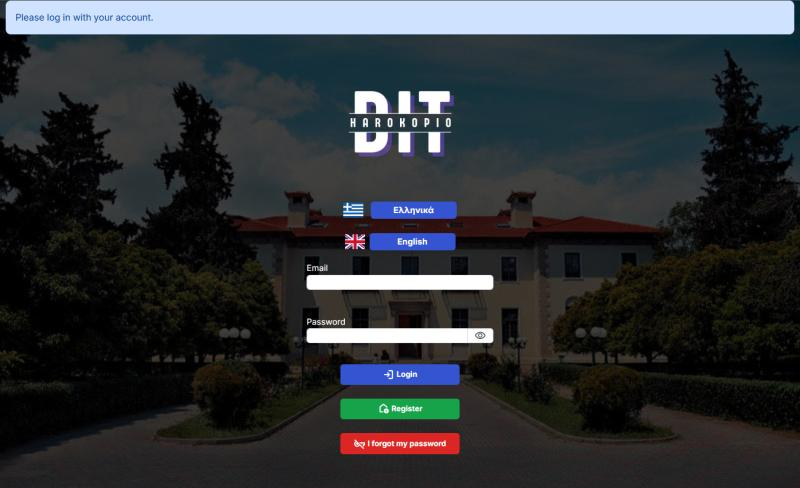 Please log in with your account.
DIT
HAROKOPIO
Ελληνικά
English
Email
Password
Login
Register
I forgot my password